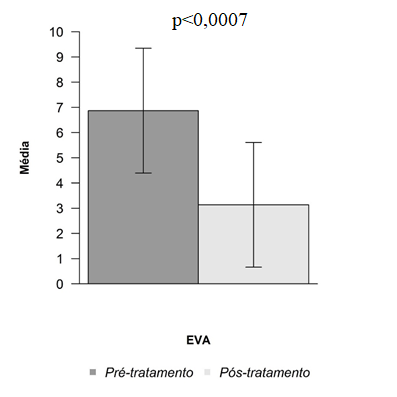 p<0,0007
10
9
8
7
6
5
4
3
2
1
0
Média
EVA
Pré-tratamento Pós-tratamento